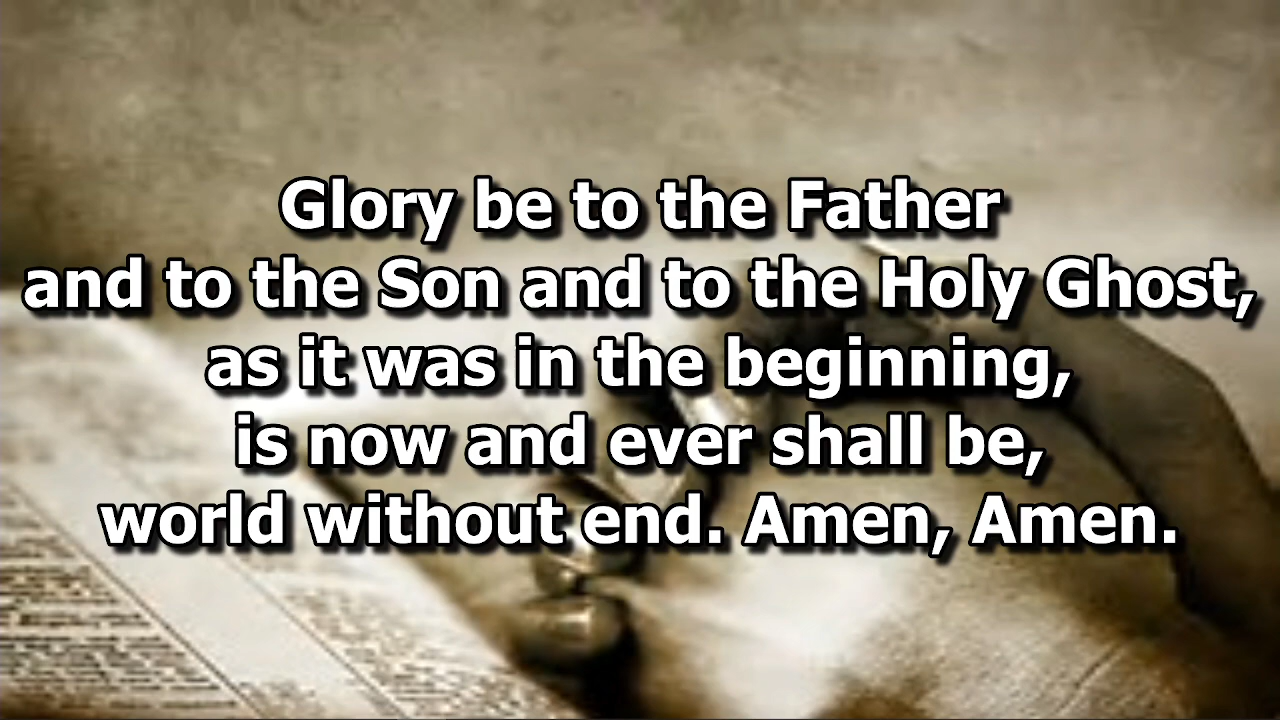 Glory be to the Father
and to the Son and to the Holy Ghost,
as it was in the beginning,
is now and ever shall be,
world without end. Amen, Amen.